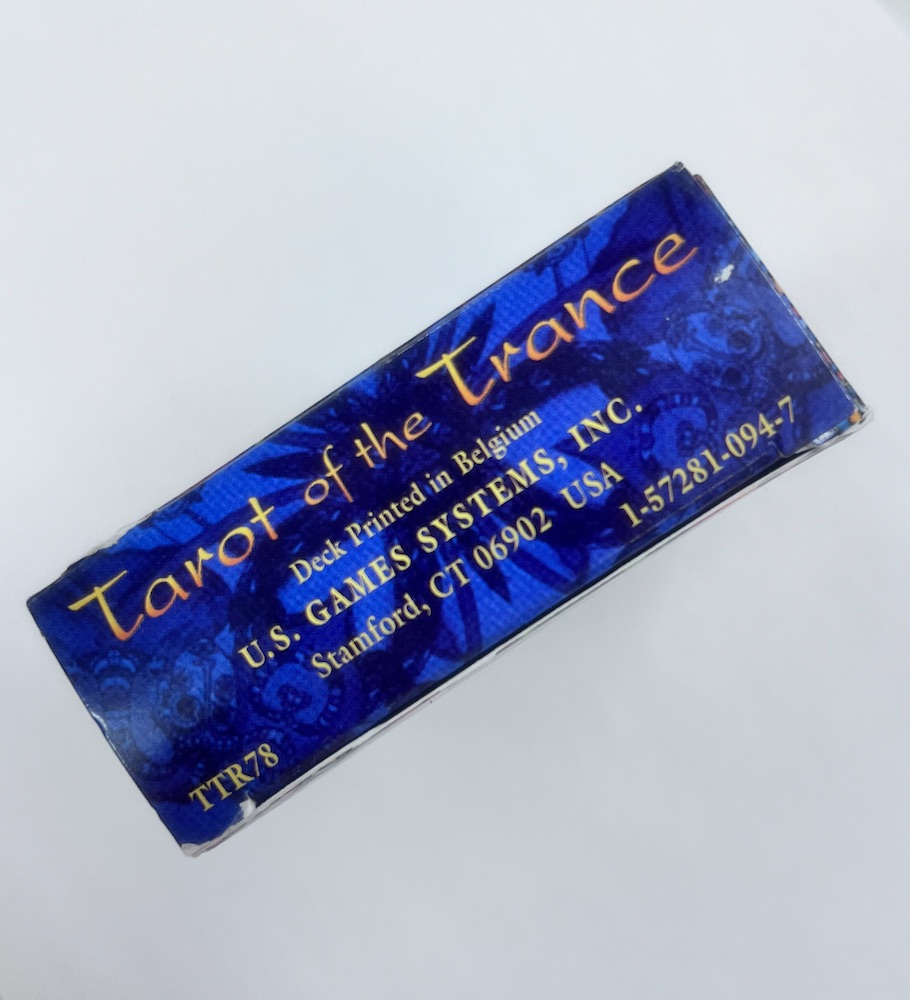 Tarot of the Trance
Deck Printed in Belgium
U.S. GAMES SYSTEMS, INC.
Stamford, CT 06902 USA
TTR78
1-57281-094-7